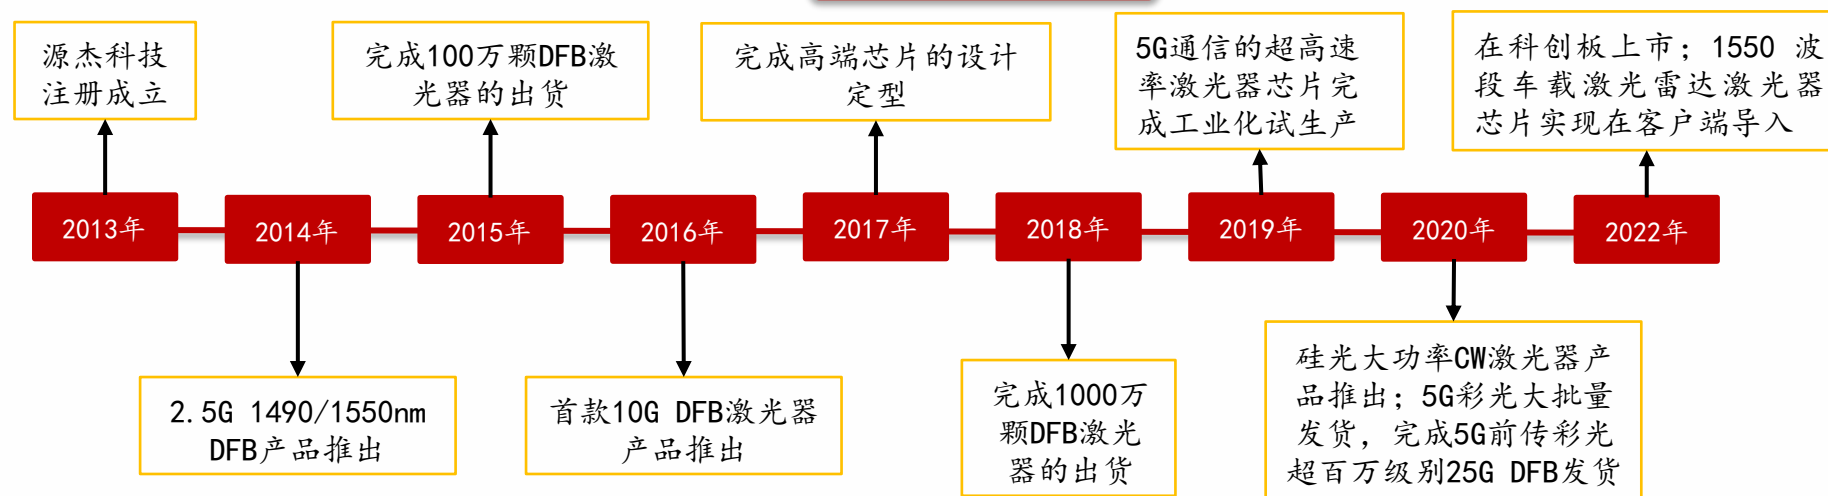 源杰科技
注册成立
完成100万颗DFB激
光器的出货
完成高端芯片的设计
定型
5G通信的超高速
率激光器芯片完
成工业化试生产
在科创板上市；1550 波
段车载激光雷达激光器
芯片实现在客户端导入
2013年
2014年
2015年
2016年
2017年
2018年
2019年
2020年
2022年
2.5G 1490/1550nm
DFB产品推出
首款10G DFB激光器
产品推出
完成1000万
颗DFB激光
器的出货
硅光大功率CW激光器产
品推出；5G彩光大批量
发货，完成5G前传彩光
超百万级别25G DFB发货